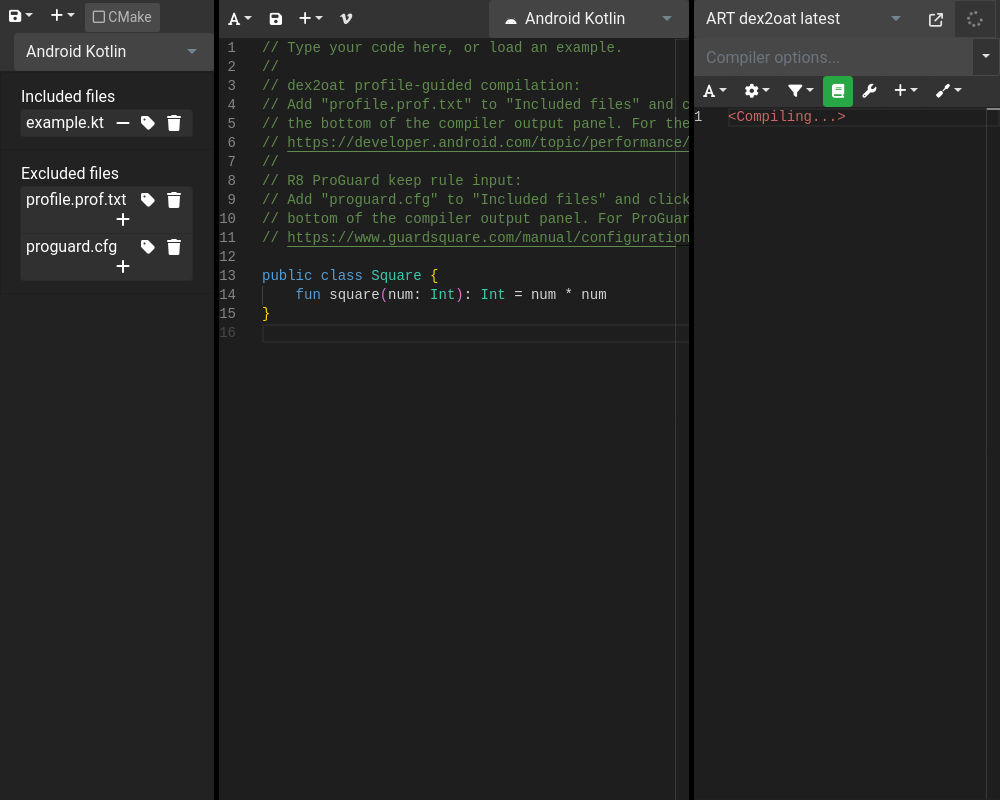 CMake
Android Kotlin
Included files
example.kt
Excluded files
profile.prof.txt
proguard.cfg
Android Kotlin
1 // Type your code here, or load an example.
2 //
3 // dex2oat profile-guided compilation:
4 // Add "profile.prof.txt" to "Included files" and c
5 // the bottom of the compiler output panel. For the
6 // https://developer.android.com/topic/performance/
7 //
8 // R8 ProGuard keep rule input:
9 // Add "proguard.cfg" to "Included files" and click
10 // bottom of the compiler output panel. For ProGuar
11 // https://www.guardsquare.com/manual/configuration
12
13 public class Square {
14     fun square(num: Int): Int = num * num
15 }
16
ART dex2oat latest
Compiler options...
1 <Compiling...>